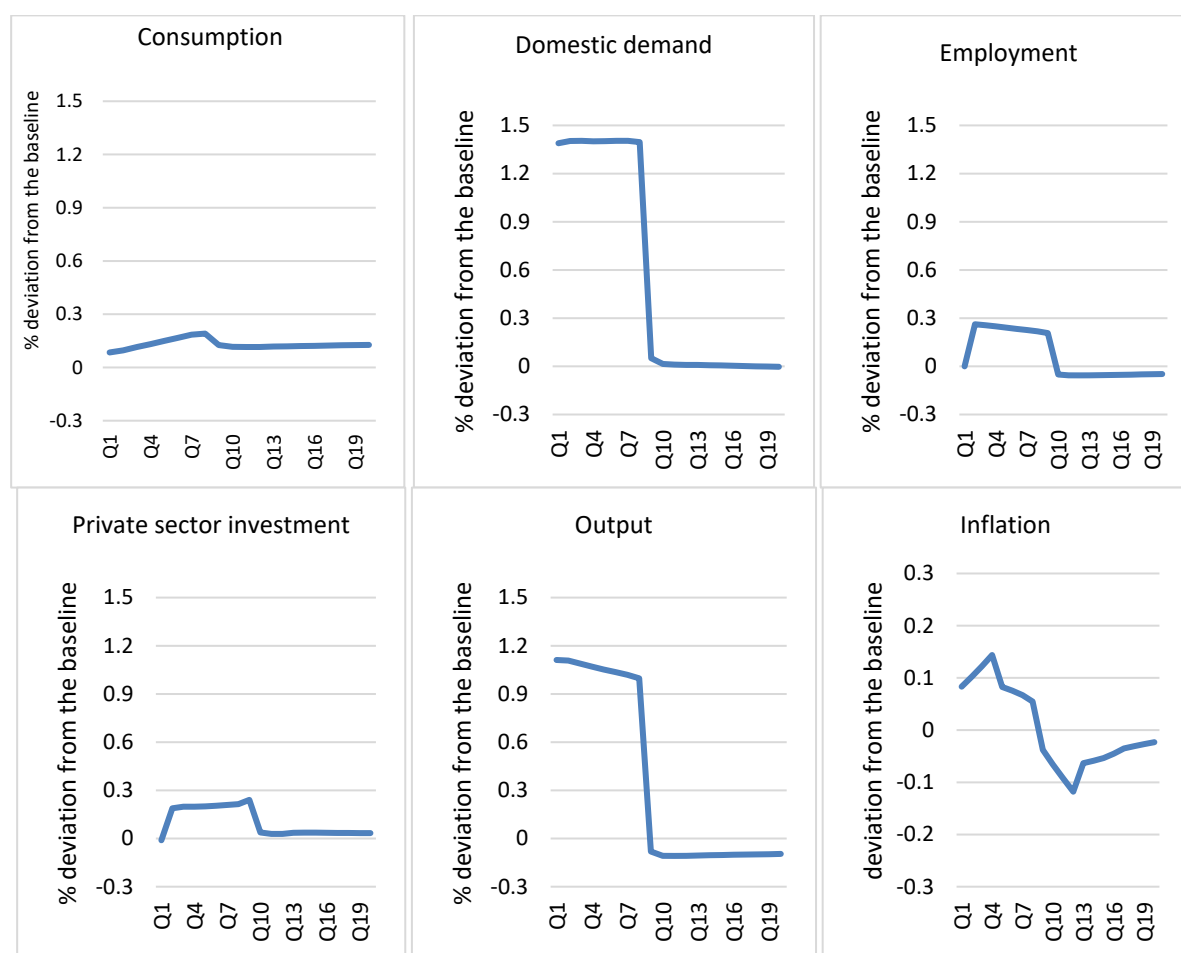 Consumption
% deviation from the baseline
1.5
1.2
0.9
0.6
0.3
0
-0.3
Q1
Q4
Q7
Q10
Q13
Q16
Q19
Domestic demand
% deviation from the baseline
1.5
1.2
0.9
0.6
0.3
0
-0.3
Q1
Q4
Q7
Q10
Q13
Q16
Q19
Employment
% deviation from the baseline
1.5
1.2
0.9
0.6
0.3
0
-0.3
Q1
Q4
Q7
Q10
Q13
Q16
Q19
Private sector investment
% deviation from the baseline
1.5
1.2
0.9
0.6
0.3
0
-0.3
Q1
Q4
Q7
Q10
Q13
Q16
Q19
Output
% deviation from the baseline
1.5
1.2
0.9
0.6
0.3
0
-0.3
Q1
Q4
Q7
Q10
Q13
Q16
Q19
Inflation
deviation from the baseline
0.3
0.2
0.1
0
-0.1
-0.2
-0.3
Q1
Q4
Q7
Q10
Q13
Q16
Q19